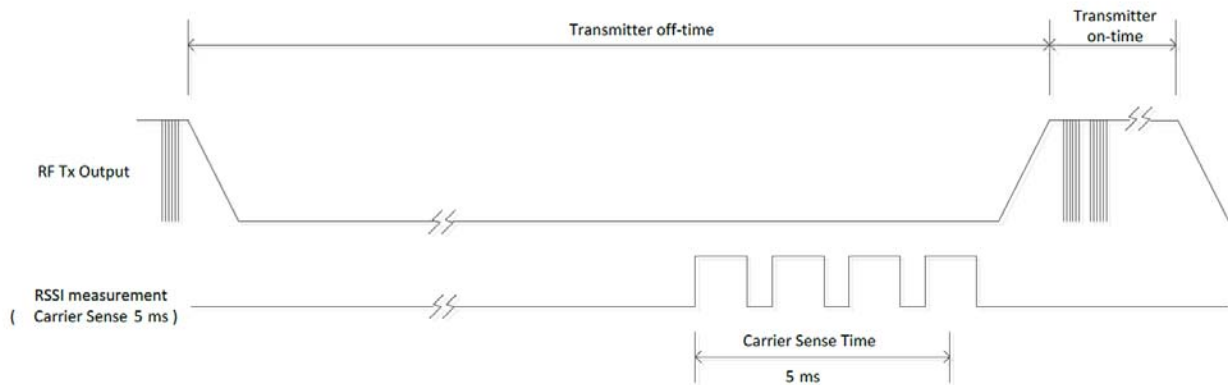 Transmitter off-time
Transmitter
on-time
RF Tx Output
RSSI measurement
( Carrier Sense 5 ms )
Carrier Sense Time
5 ms